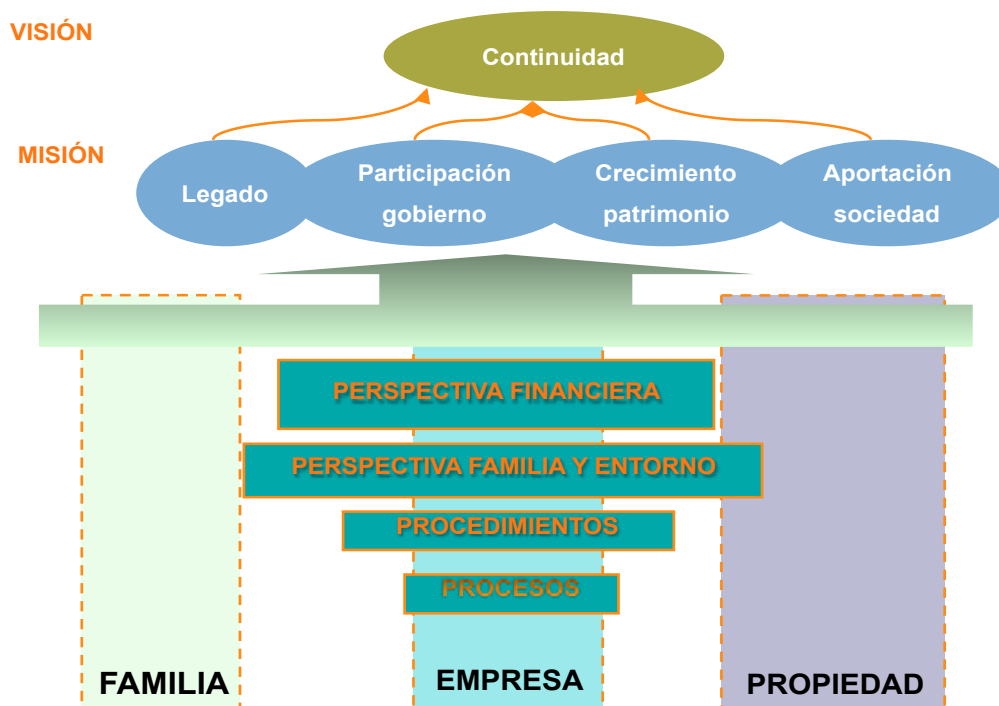 VISIÓN
Continuidad
MISIÓN
Legado
Participación
gobierno
Crecimiento
patrimonio
Aportación
sociedad
PERSPECTIVA FINANCIERA
PERSPECTIVA FAMILIA Y ENTORNO
PROCEDIMIENTOS
PROCESOS
FAMILIA
EMPRESA
PROPIEDAD